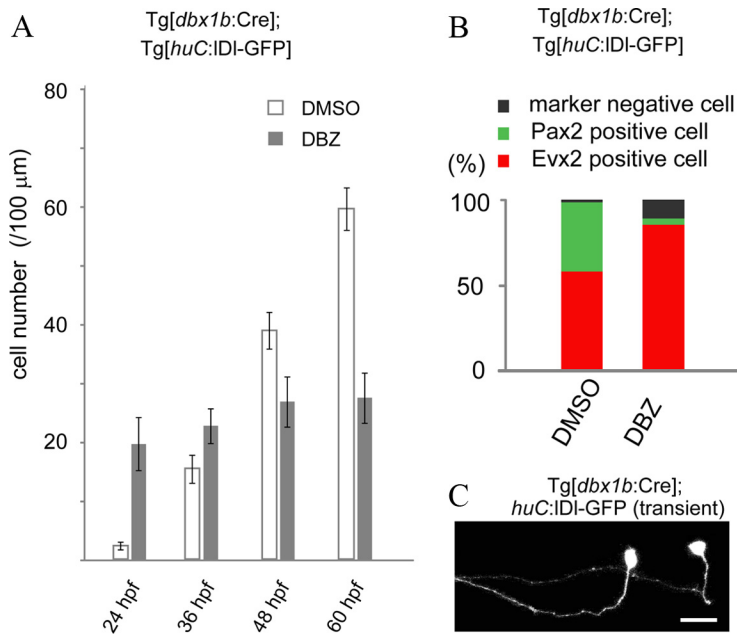 A
Tg[dbx1b:Cre];
Tg[huC:lDl-GFP]
80
60
40
20
cell number (/100 μm)
DMSO
DBZ
24 hpf
36 hpf
48 hpf
60 hpf
B
Tg[dbx1b:Cre];
Tg[huC:lDl-GFP]
marker negative cell
Pax2 positive cell
Evx2 positive cell
(%)
100
50
0
DMSO
DBZ
C
Tg[dbx1b:Cre];
huC:lDl-GFP (transient)